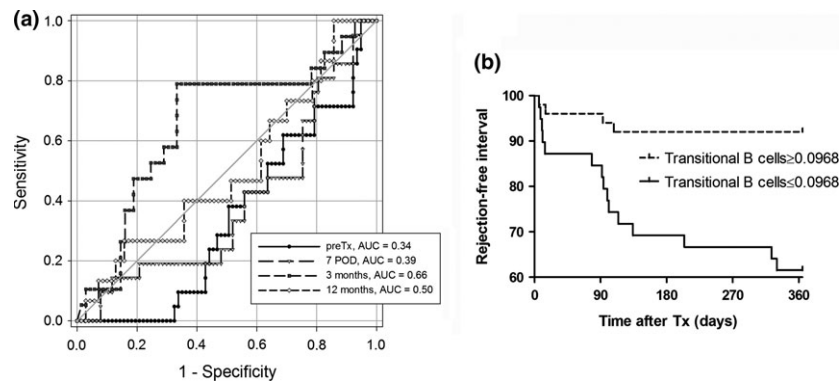 (a)
1.0
0.8
0.6
0.4
0.2
0.0
Sensitivity
0.0 0.2 0.4 0.6 0.8 1.0
1 - Specificity
preTx, AUC = 0.34
7 POD, AUC = 0.39
3 months, AUC = 0.66
12 months, AUC = 0.50
(b)
100
90
80
70
60
Rejection-free interval
0 90 180 270 360
Time after Tx (days)
Transitional B cells≥0.0968
Transitional B cells≤0.0968